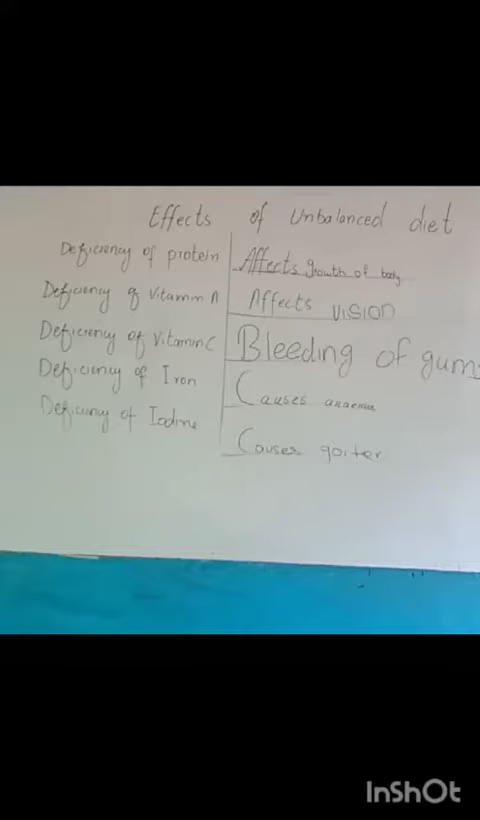 Effects of Unbalanced diet
Deficiency of protein Affects growth of body
Deficiency of Vitamin A Affects vision
Deficiency of Vitamin C Bleeding of gums
Deficiency of Iron Causes anaemia
Deficiency of Iodine Causes goiter
InShOt